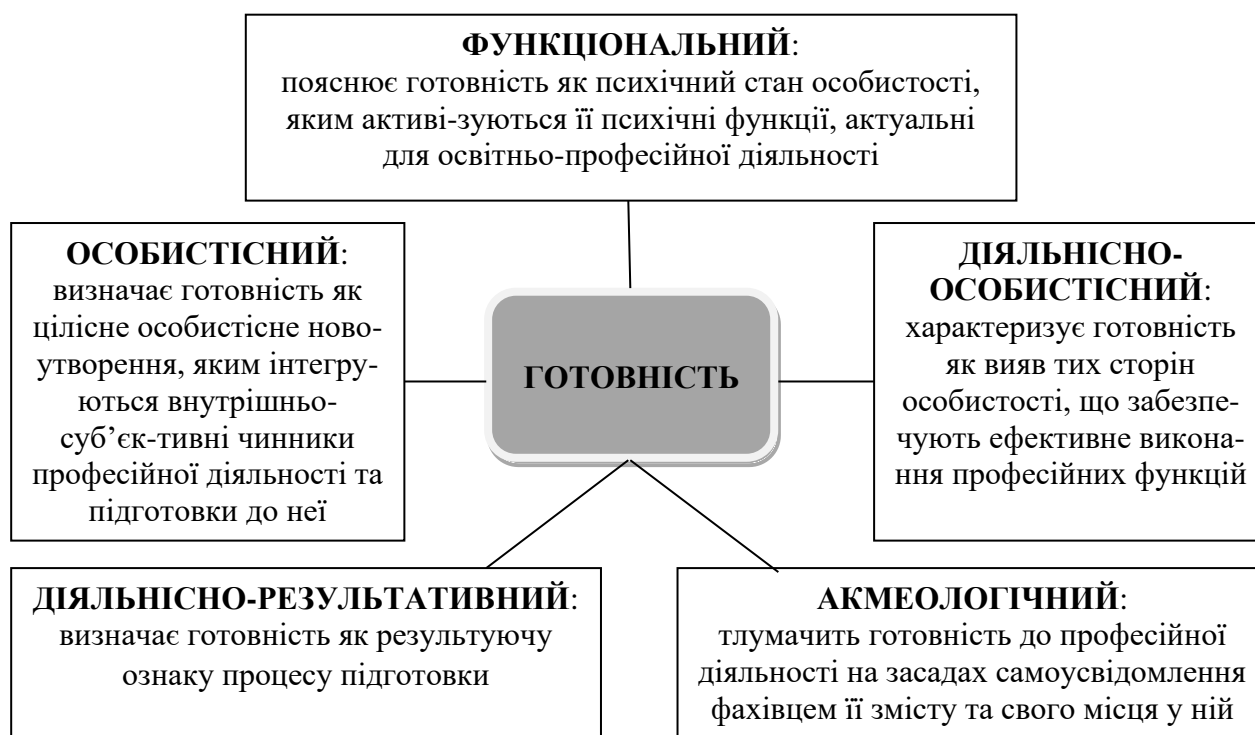 ФУНКЦІОНАЛЬНИЙ:
пояснює готовність як психічний стан особистості,
яким активі-зуються її психічні функції, актуальні
для освітньо-професійної діяльності
ОСОБИСТІСНИЙ:
визначає готовність як
цілісне особистісне ново-
утворення, яким інтегру-
ються внутрішньо-
суб’єк-тивні чинники
професійної діяльності та
підготовки до неї
ГОТОВНІСТЬ
ДІЯЛЬНІСНО-
ОСОБИСТІСНИЙ:
характеризує готовність
як вияв тих сторін
особистості, що забезпе-
чують ефективне викона-
ння професійних функцій
ДІЯЛЬНІСНО-РЕЗУЛЬТАТИВНИЙ:
визначає готовність як результуючу
ознаку процесу підготовки
АКМЕОЛОГІЧНИЙ:
тлумачить готовність до професійної
діяльності на засадах самоусвідомлення
фахівцем її змісту та свого місця у ній